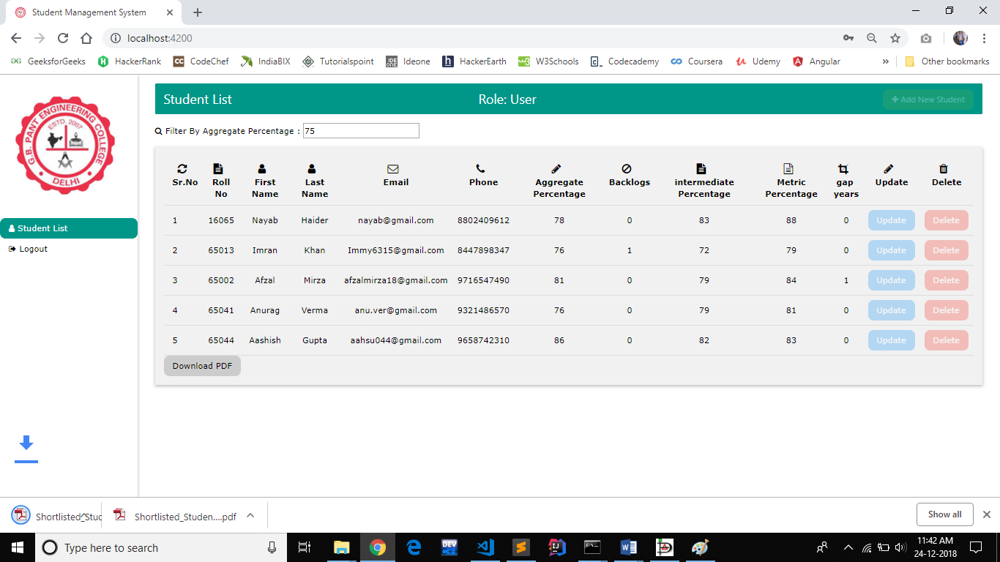 Student Management System
localhost:4200
GeeksforGeeks HackerRank CodeChef IndiaBIX Tutorialspoint Ideone HackerEarth W3Schools Codecademy Coursera Udemy Angular » Other bookmarks
G.B. PANT ENGINEERING COLLEGE
ESTD. 2007
DELHI
Student List
Logout
Student List Role: User + Add New Student
Filter By Aggregate Percentage : 75
Sr.No Roll No First Name Last Name Email Phone Aggregate Percentage Backlogs intermediate Percentage Metric Percentage gap years Update Delete
1 16065 Nayab Haider nayab@gmail.com 8802409612 78 0 83 88 0 Update Delete
2 65013 Imran Khan Immy6315@gmail.com 8447898347 76 1 72 79 0 Update Delete
3 65002 Afzal Mirza afzalmirza18@gmail.com 9716547490 81 0 79 84 1 Update Delete
4 65041 Anurag Verma anu.ver@gmail.com 9321486570 76 0 79 81 0 Update Delete
5 65044 Aashish Gupta aahsu044@gmail.com 9658742310 86 0 82 83 0 Update Delete
Download PDF
Shortlisted_Stud Shortlisted_Studen....pdf Show all
Type here to search
DEV
IJ
11:42 AM
24-12-2018